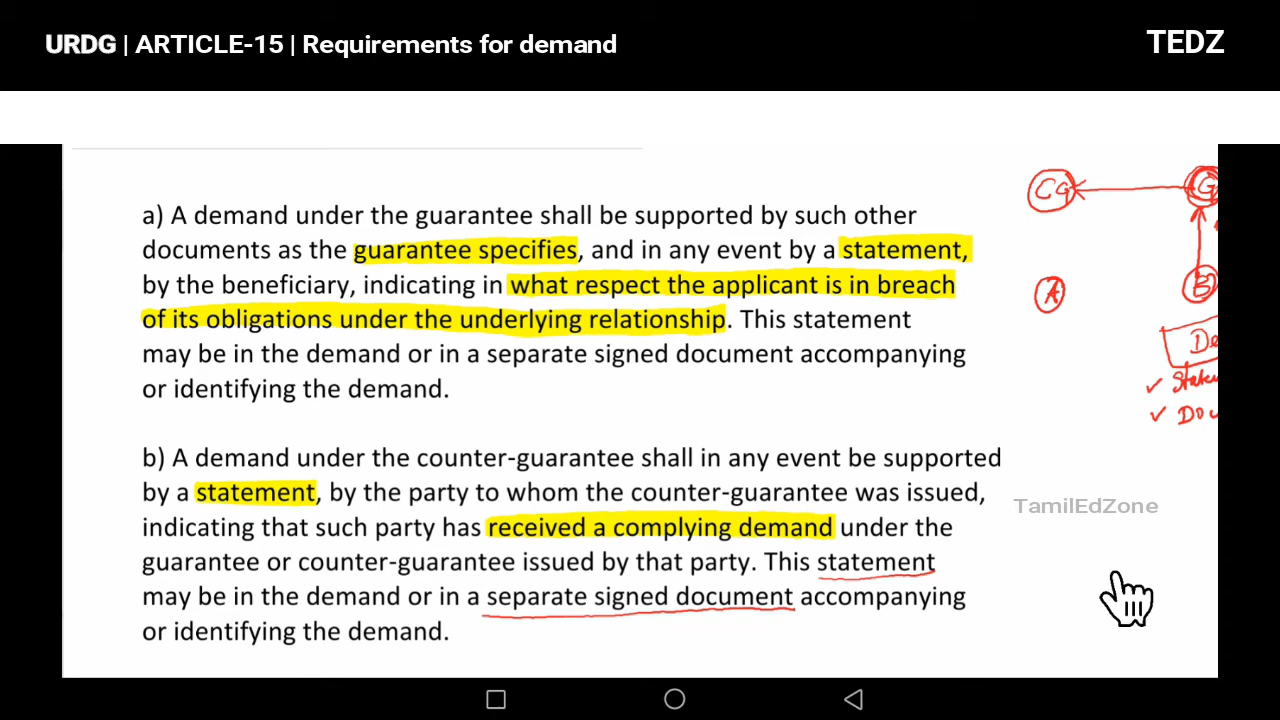 URDG | ARTICLE-15 | Requirements for demand
TEDZ
a) A demand under the guarantee shall be supported by such other
documents as the guarantee specifies, and in any event by a statement,
by the beneficiary, indicating in what respect the applicant is in breach
of its obligations under the underlying relationship. This statement
may be in the demand or in a separate signed document accompanying
or identifying the demand.
b) A demand under the counter-guarantee shall in any event be supported
by a statement, by the party to whom the counter-guarantee was issued,
indicating that such party has received a complying demand under the
guarantee or counter-guarantee issued by that party. This statement
may be in the demand or in a separate signed document accompanying
or identifying the demand.
CG
G
A
B
De
TamilEdZone